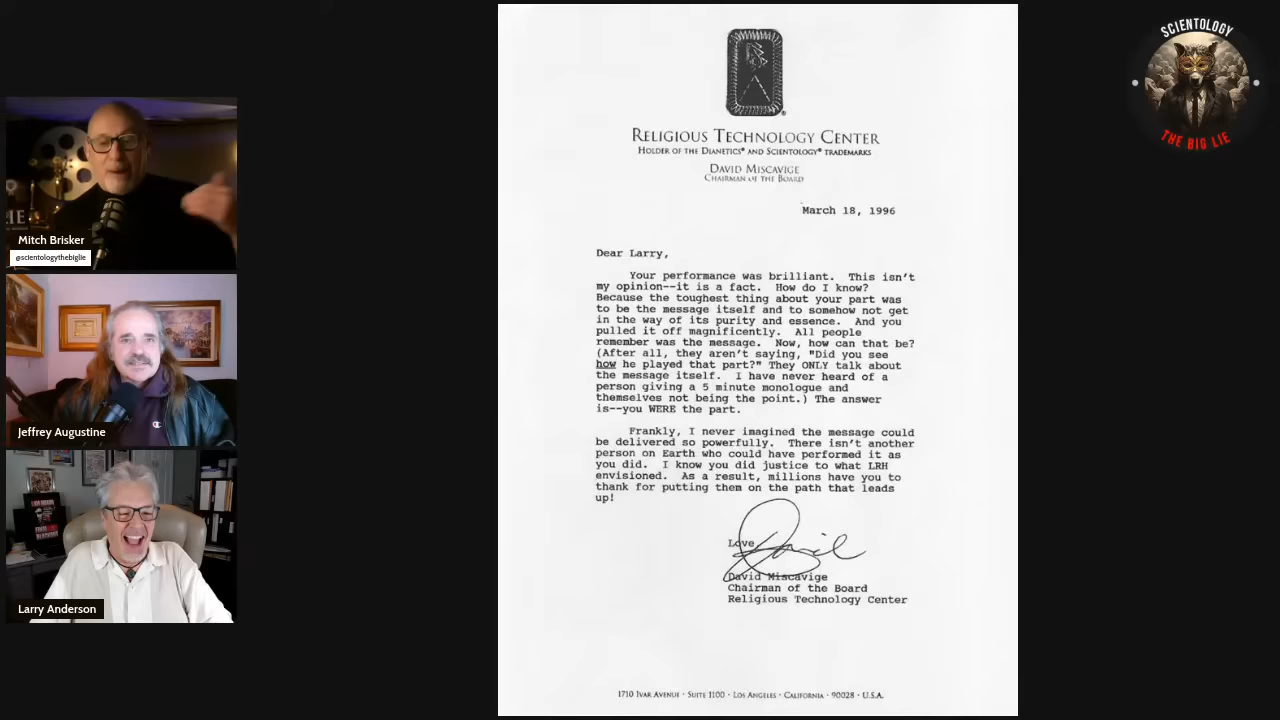 SCIENTOLOGY
THE BIG LIE
Mitch Brisker
@scientologythebiglie
Jeffrey Augustine
Larry Anderson
RELIGIOUS TECHNOLOGY CENTER
HOLDER OF THE DIANETICS® AND SCIENTOLOGY® TRADEMARKS
DAVID MISCAVIGE
CHAIRMAN OF THE BOARD
March 18, 1996
Dear Larry,
Your performance was brilliant. This isn't
my opinion--it is a fact. How do I know?
Because the toughest thing about your part was
to be the message itself and to somehow not get
in the way of its purity and essence. And you
pulled it off magnificently. All people
remember was the message. Now, how can that be?
(After all, they aren't saying, "Did you see
how he played that part?" They ONLY talk about
the message itself. I have never heard of a
person giving a 5 minute monologue and
themselves not being the point.) The answer
is--you WERE the part.
Frankly, I never imagined the message could
be delivered so powerfully. There isn't another
person on Earth who could have performed it as
you did. I know you did justice to what LRH
envisioned. As a result, millions have you to
thank for putting them on the path that leads
up!
Love
David Miscavige
Chairman of the Board
Religious Technology Center
1710 IVAR AVENUE · SUITE 1100 · LOS ANGELES · CALIFORNIA · 90028 · U.S.A.